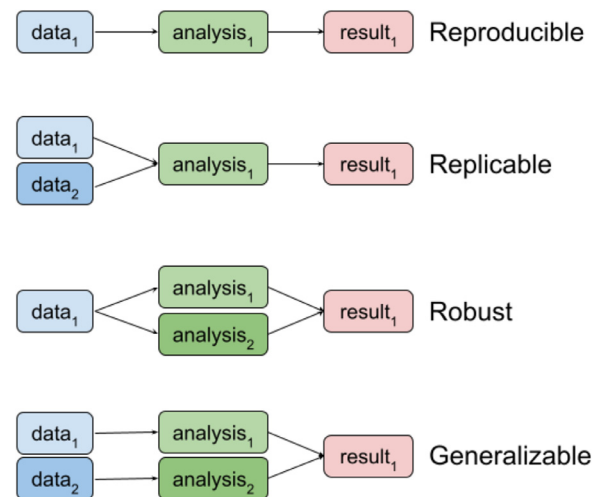 data₁ analysis₁ result₁ Reproducible
data₁
analysis₁ result₁ Replicable
data₂
analysis₁
data₁ result₁ Robust
analysis₂
data₁ analysis₁
result₁ Generalizable
data₂ analysis₂